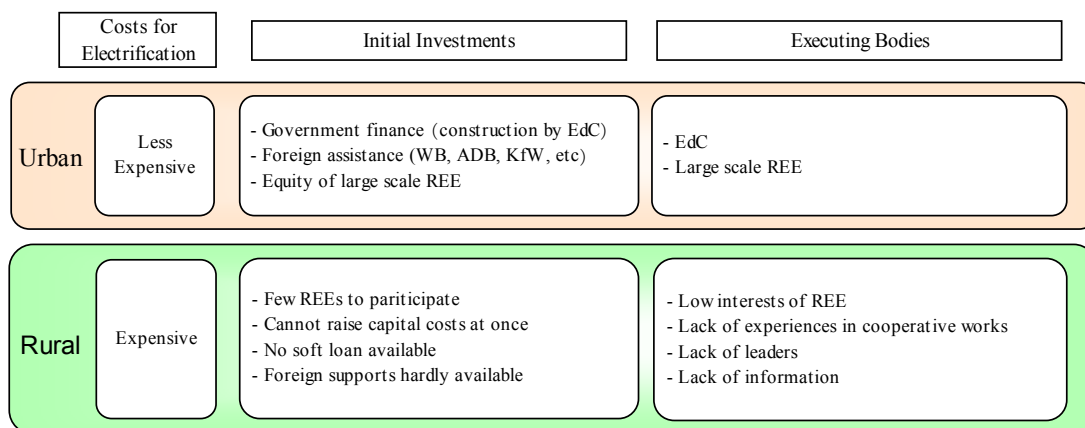 Costs for
Electrification
Initial Investments
Executing Bodies
Urban
Less
Expensive
- Government finance (construction by EdC)
- Foreign assistance (WB, ADB, KfW, etc)
- Equity of large scale REE
- EdC
- Large scale REE
Rural
Expensive
- Few REEs to pariticipate
- Cannot raise capital costs at once
- No soft loan available
- Foreign supports hardly available
- Low interests of REE
- Lack of experiences in cooperative works
- Lack of leaders
- Lack of information